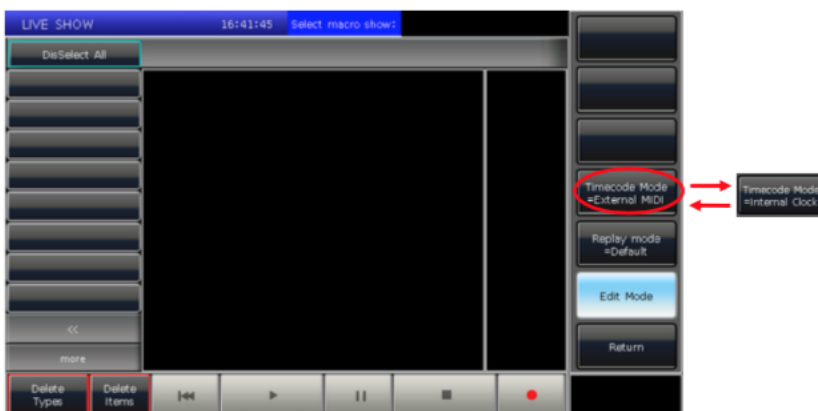 LIVE SHOW 16:41:45 Select macro show:
DisSelect All
Timecode Mode
=External MIDI
Timecode Mode
=Internal Clock
Replay mode
=Default
Edit Mode
<<
Return
more
Delete
Types
Delete
Items